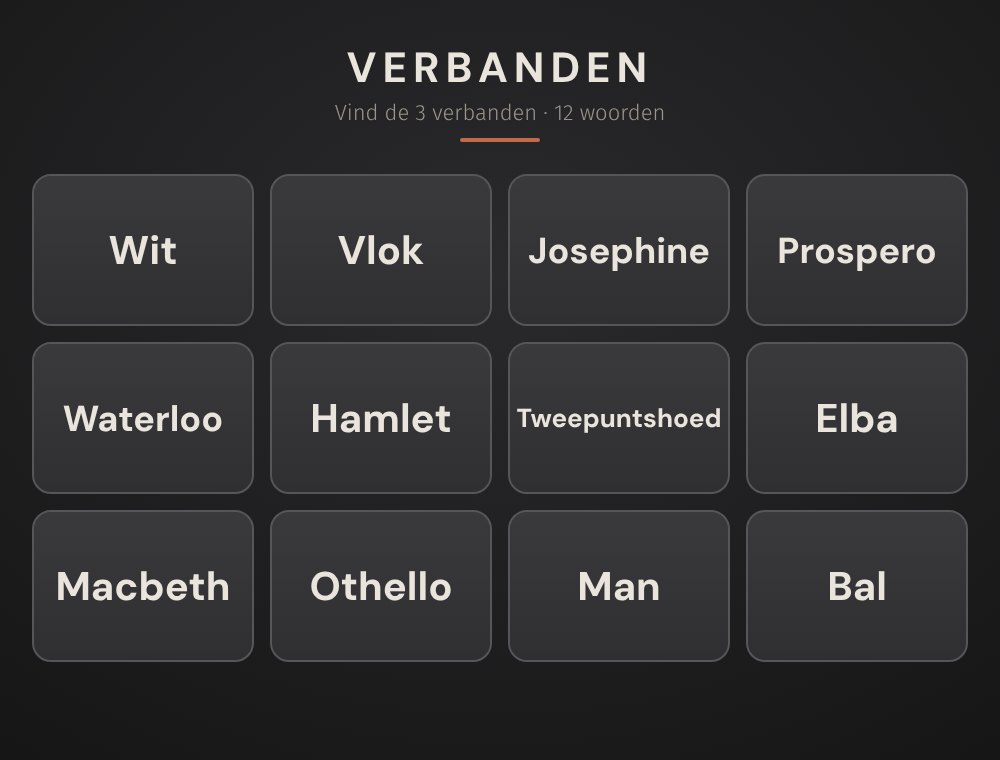 VERBANDEN
Vind de 3 verbanden · 12 woorden
Wit Vlok Josephine Prospero
Waterloo Hamlet Tweepuntshoed Elba
Macbeth Othello Man Bal